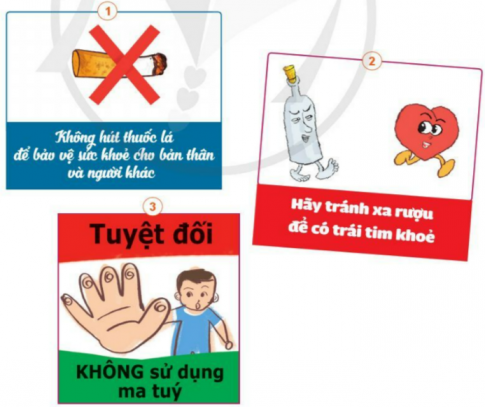 1
Không hút thuốc lá
để bảo vệ sức khoẻ cho bản thân
và người khác
2
Hãy tránh xa rượu
để có trái tim khoẻ
3
Tuyệt đối
KHÔNG sử dụng
ma tuý